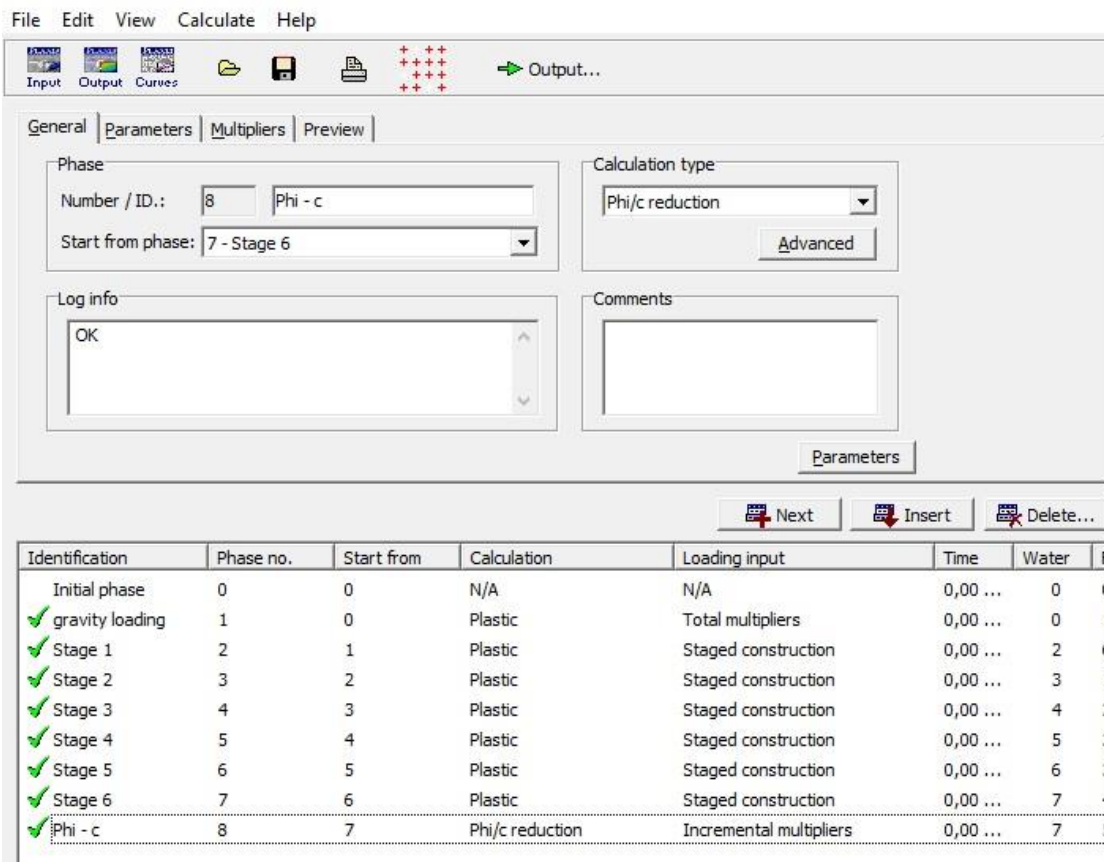 File Edit View Calculate Help
Input Output Curves Output...
General Parameters Multipliers Preview
Phase
Number / ID.: 8 Phi - c
Start from phase: 7 - Stage 6
Calculation type
Phi/c reduction
Advanced
Log info
OK
Comments
Parameters
Next Insert Delete...
Identification Phase no. Start from Calculation Loading input Time Water
Initial phase 0 0 N/A N/A 0,00 ... 0
gravity loading 1 0 Plastic Total multipliers 0,00 ... 0
Stage 1 2 1 Plastic Staged construction 0,00 ... 2
Stage 2 3 2 Plastic Staged construction 0,00 ... 3
Stage 3 4 3 Plastic Staged construction 0,00 ... 4
Stage 4 5 4 Plastic Staged construction 0,00 ... 5
Stage 5 6 5 Plastic Staged construction 0,00 ... 6
Stage 6 7 6 Plastic Staged construction 0,00 ... 7
Phi - c 8 7 Phi/c reduction Incremental multipliers 0,00 ... 7